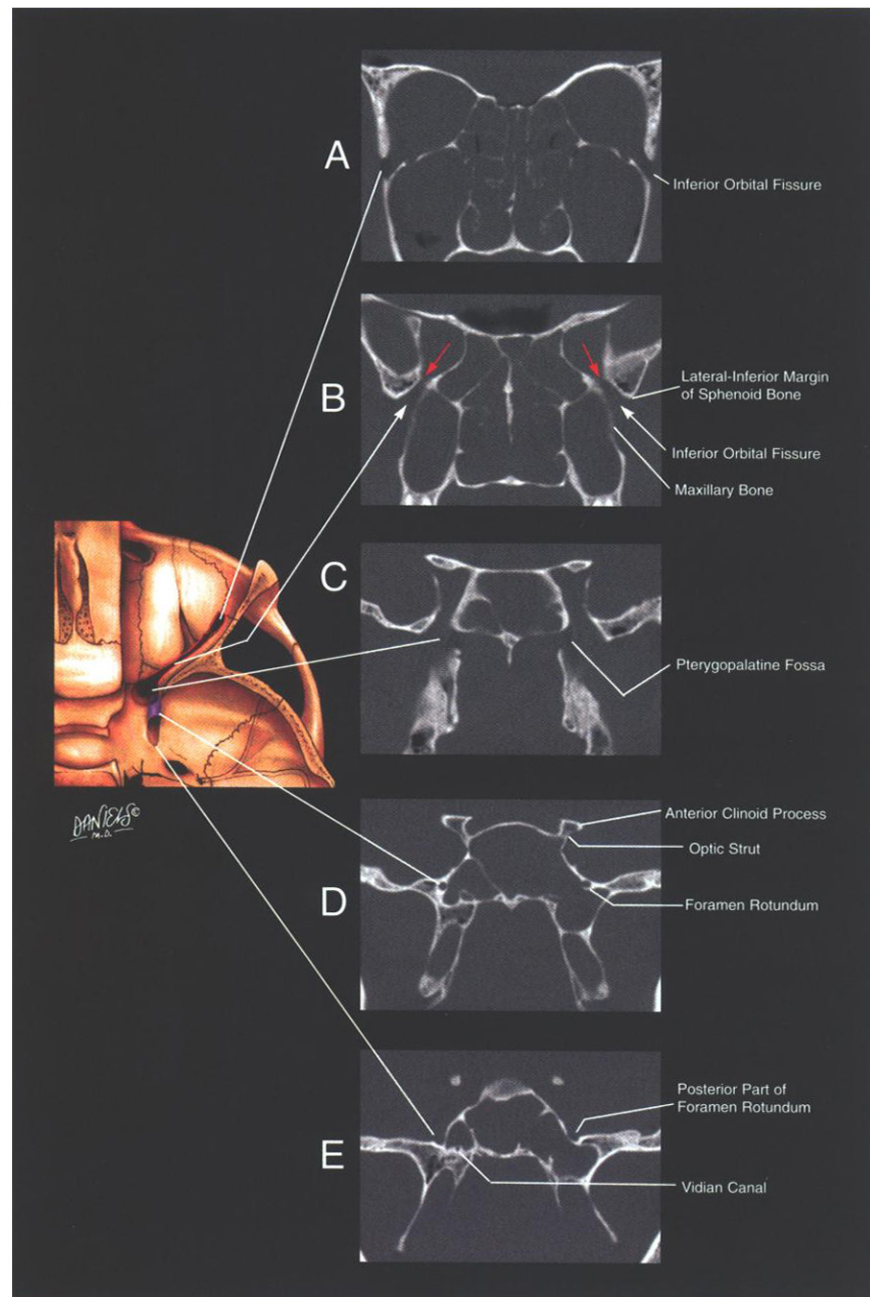 A
Inferior Orbital Fissure
B
Lateral-Inferior Margin
of Sphenoid Bone
Inferior Orbital Fissure
Maxillary Bone
C
Pterygopalatine Fossa
DANIELS©
M.D.
D
Anterior Clinoid Process
Optic Strut
Foramen Rotundum
E
Posterior Part of
Foramen Rotundum
Vidian Canal